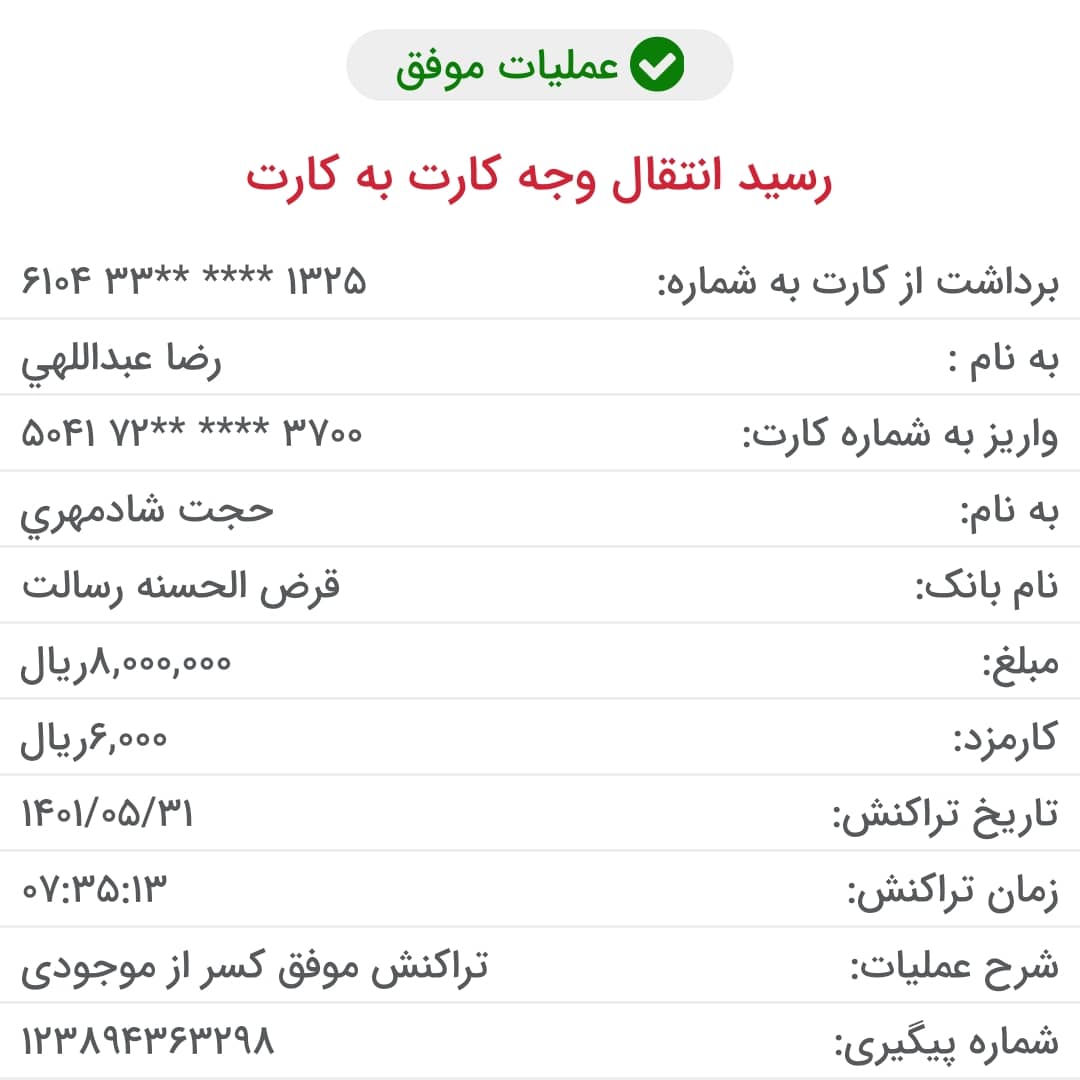 عملیات موفق
رسید انتقال وجه کارت به کارت
برداشت از کارت به شماره: ۶۱۰۴ ۳۳** **** ۱۳۲۵
به نام : رضا عبداللهي
واریز به شماره کارت: ۵۰۴۱ ۷۲** **** ۳۷۰۰
به نام: حجت شادمهري
نام بانک: قرض الحسنه رسالت
مبلغ: ۸,۰۰۰,۰۰۰ریال
کارمزد: ۶,۰۰۰ریال
تاریخ تراکنش: ۱۴۰۱/۰۵/۳۱
زمان تراکنش: ۰۷:۳۵:۱۳
شرح عملیات: تراکنش موفق کسر از موجودی
شماره پیگیری: ۱۲۳۸۹۴۳۶۳۲۹۸